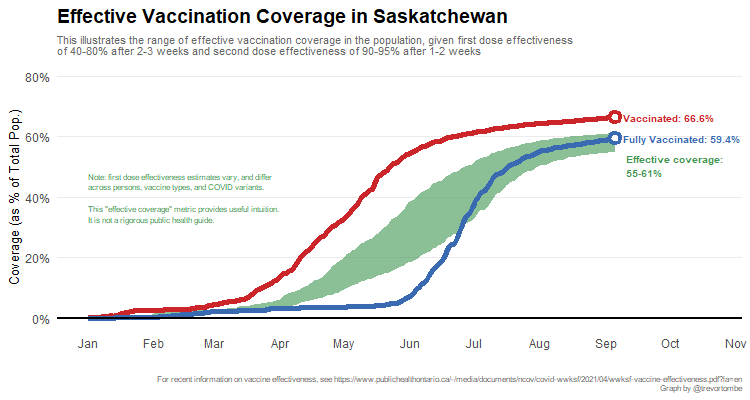 Effective Vaccination Coverage in Saskatchewan
This illustrates the range of effective vaccination coverage in the population, given first dose effectiveness
of 40-80% after 2-3 weeks and second dose effectiveness of 90-95% after 1-2 weeks
Coverage (as % of Total Pop.)
80%
60%
40%
20%
0%
Vaccinated: 66.6%
Fully Vaccinated: 59.4%
Effective coverage:
55-61%
Note: first dose effectiveness estimates vary, and differ
across persons, vaccine types, and COVID variants.
This "effective coverage" metric provides useful intuition.
It is not a rigorous public health guide.
Jan Feb Mar Apr May Jun Jul Aug Sep Oct Nov
For recent information on vaccine effectiveness, see https://www.publichealthontario.ca/-/media/documents/ncov/covid-wwksf/2021/04/wwksf-vaccine-effectiveness.pdf?la=en
Graph by @trevortombe